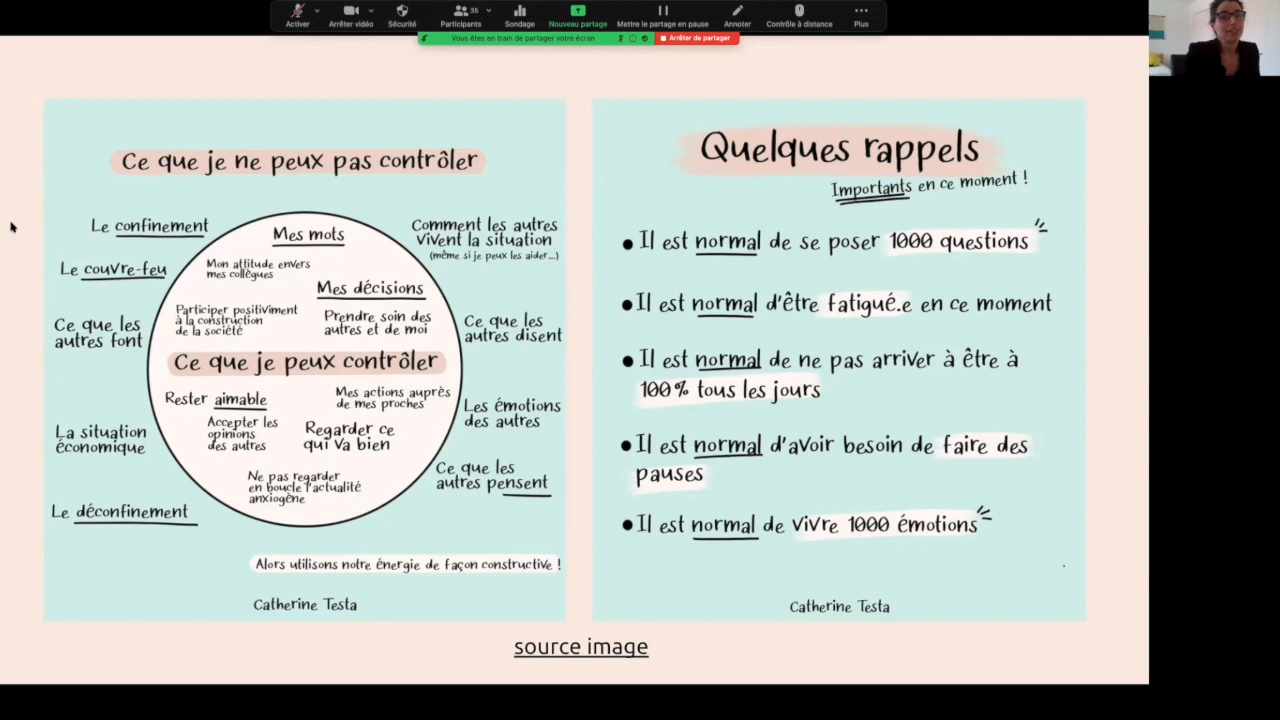 Activer
Arrêter vidéo
Sécurité
36
Participants
Sondage
Nouveau partage
Mettre le partage en pause
Annoter
Contrôle à distance
Plus
Vous êtes en train de partager votre écran
Arrêter de partager
Ce que je ne peux pas contrôler
Le confinement
Le couvre-feu
Ce que les
autres font
La situation
économique
Le déconfinement
Mes mots
Mon attitude envers
mes collègues
Mes décisions
Participer positiviment
à la construction
de la société
Prendre soin des
autres et de moi
Ce que je peux contrôler
Rester aimable
Mes actions auprès
de mes proches
Accepter les
opinions
des autres
Regarder ce
qui va bien
Ne pas regarder
en boucle l'actualité
anxiogène
Comment les autres
Vivent la situation
(même si je peux les aider...)
Ce que les
autres disent
Les émotions
des autres
Ce que les
autres pensent
Alors utilisons notre énergie de façon constructive !
Catherine Testa
Quelques rappels
Importants en ce moment !
• Il est normal de se poser 1000 questions
• Il est normal d'être fatigué.e en ce moment
• Il est normal de ne pas arriver à être à
100% tous les jours
• Il est normal d'avoir besoin de faire des
pauses
• Il est normal de vivre 1000 émotions
Catherine Testa
source image